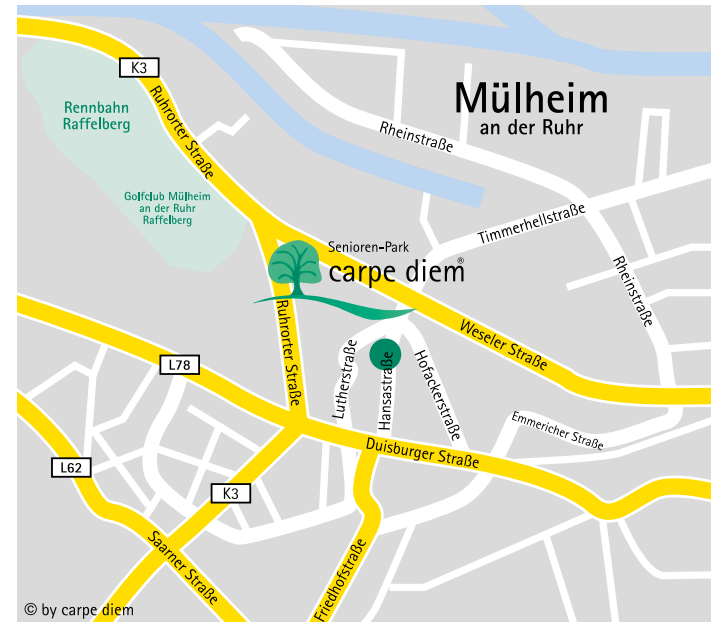 K3
Rennbahn
Raffelberg
Ruhrorter Straße
Mülheim
an der Ruhr
Rheinstraße
Golfclub Mülheim
an der Ruhr
Raffelberg
Timmerhellstraße
Senioren-Park
carpe diem®
Rheinstraße
Ruhrorter Straße
Weseler Straße
L78
Lutherstraße
Hansastraße
Hofackerstraße
Emmericher Straße
Duisburger Straße
L62
K3
Saarner Straße
Friedhofstraße
© by carpe diem